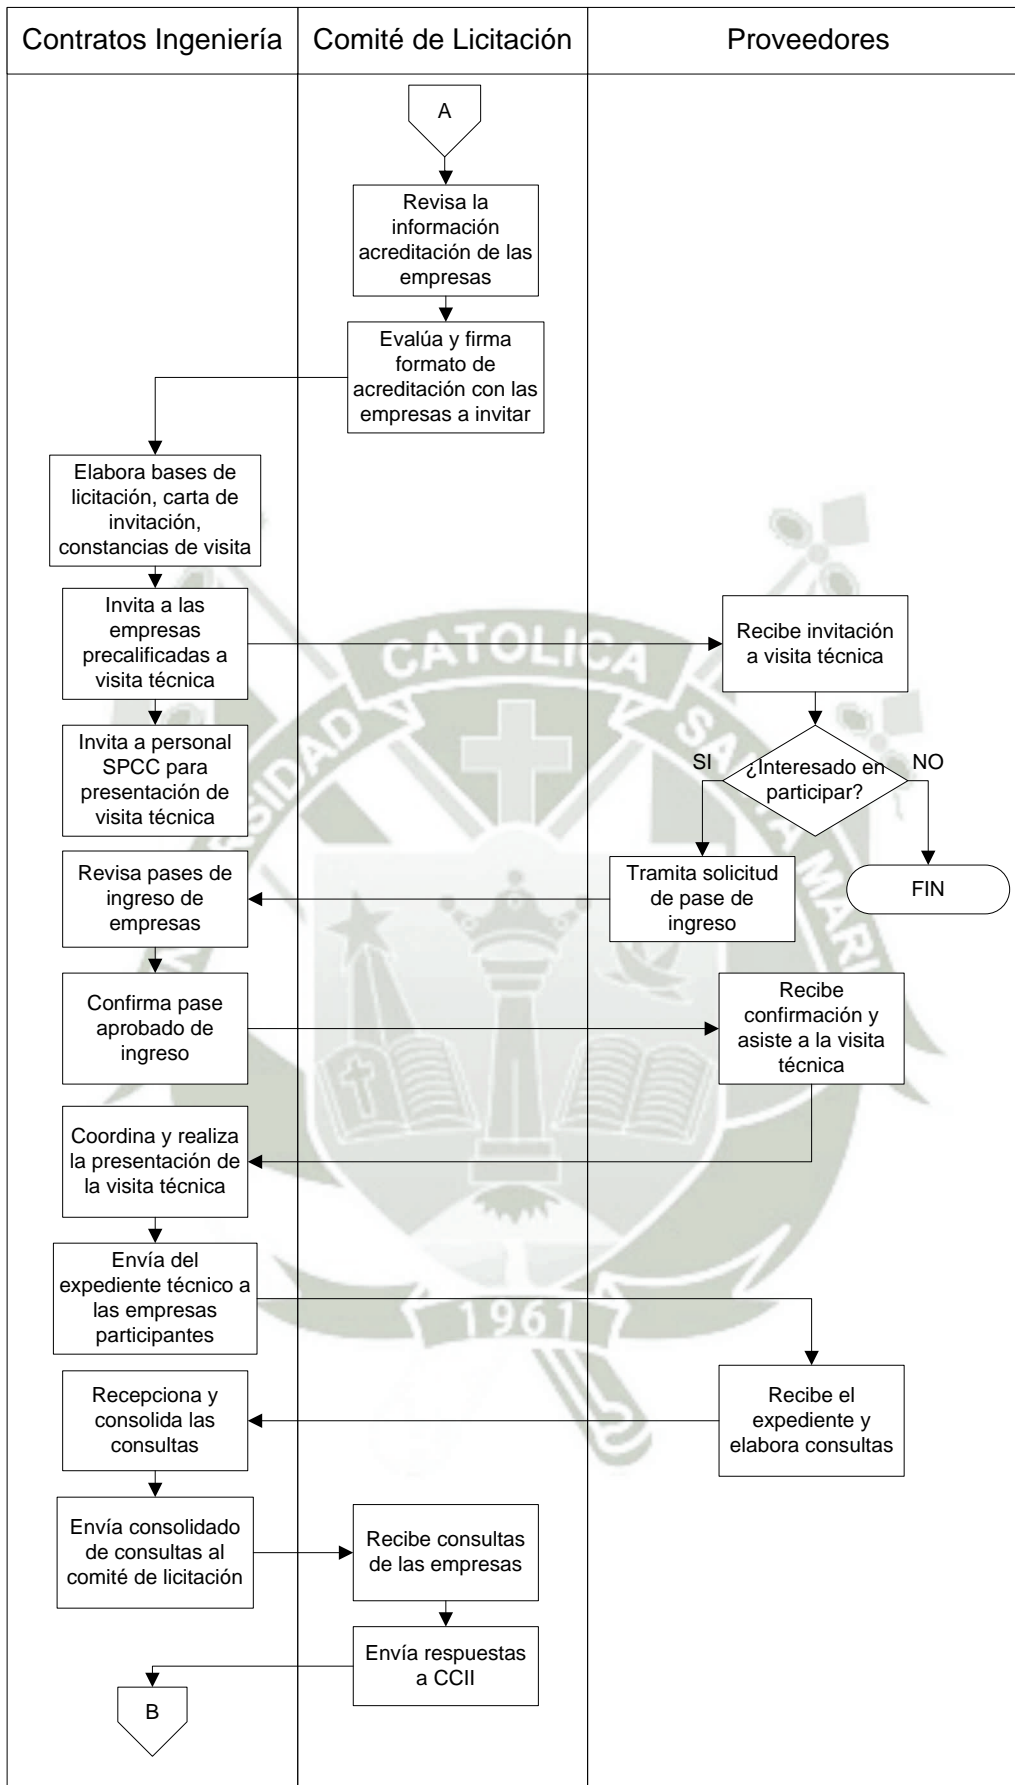 Contratos Ingeniería
Comité de Licitación
Proveedores
A
Revisa la
información
acreditación de las
empresas
Evalúa y firma
formato de
acreditación con las
empresas a invitar
Elabora bases de
licitación, carta de
invitación,
constancias de visita
Invita a las
empresas
precalificadas a
visita técnica
Recibe invitación
a visita técnica
Invita a personal
SPCC para
presentación de
visita técnica
SI
¿Interesado en
participar?
NO
Revisa pases de
ingreso de
empresas
Tramita solicitud
de pase de
ingreso
FIN
Confirma pase
aprobado de
ingreso
Recibe
confirmación y
asiste a la visita
técnica
Coordina y realiza
la presentación de
la visita técnica
Envía del
expediente técnico a
las empresas
participantes
Recepciona y
consolida las
consultas
Recibe el
expediente y
elabora consultas
Envía consolidado
de consultas al
comité de licitación
Recibe consultas
de las empresas
Envía respuestas
a CCII
B
CATOLICA
1961